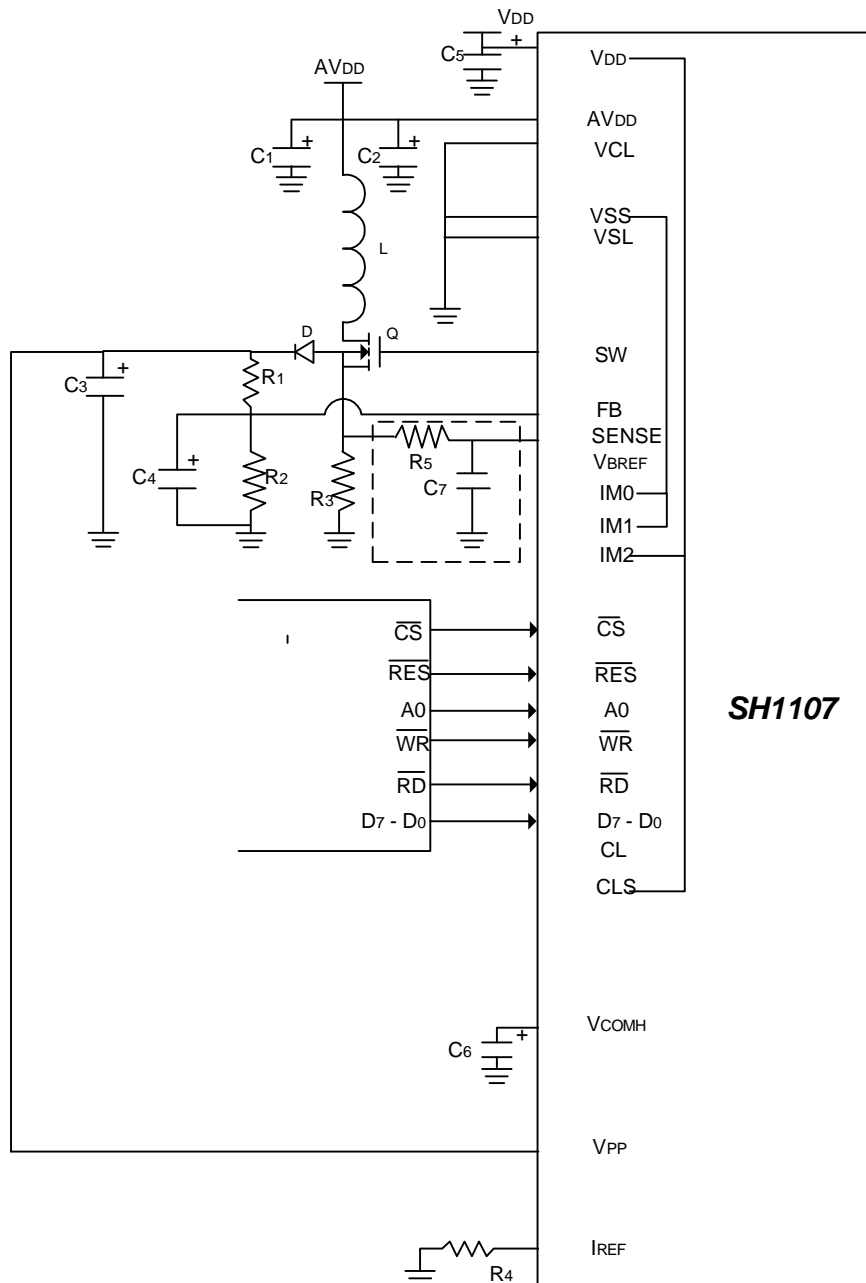 VDD
C5 +
VDD
AVDD
AVDD
C1 +
C2 +
VCL
VSS
VSL
L
D
Q
SW
C3 +
R1
FB
SENSE
R5
C4 +
R2
R3
C7
VBREF
IM0
IM1
IM2
CS
CS
RES
RES
SH1107
A0
A0
WR
WR
RD
RD
D7 - D0
D7 - D0
CL
CLS
VCOMH
C6 +
VPP
IREF
R4